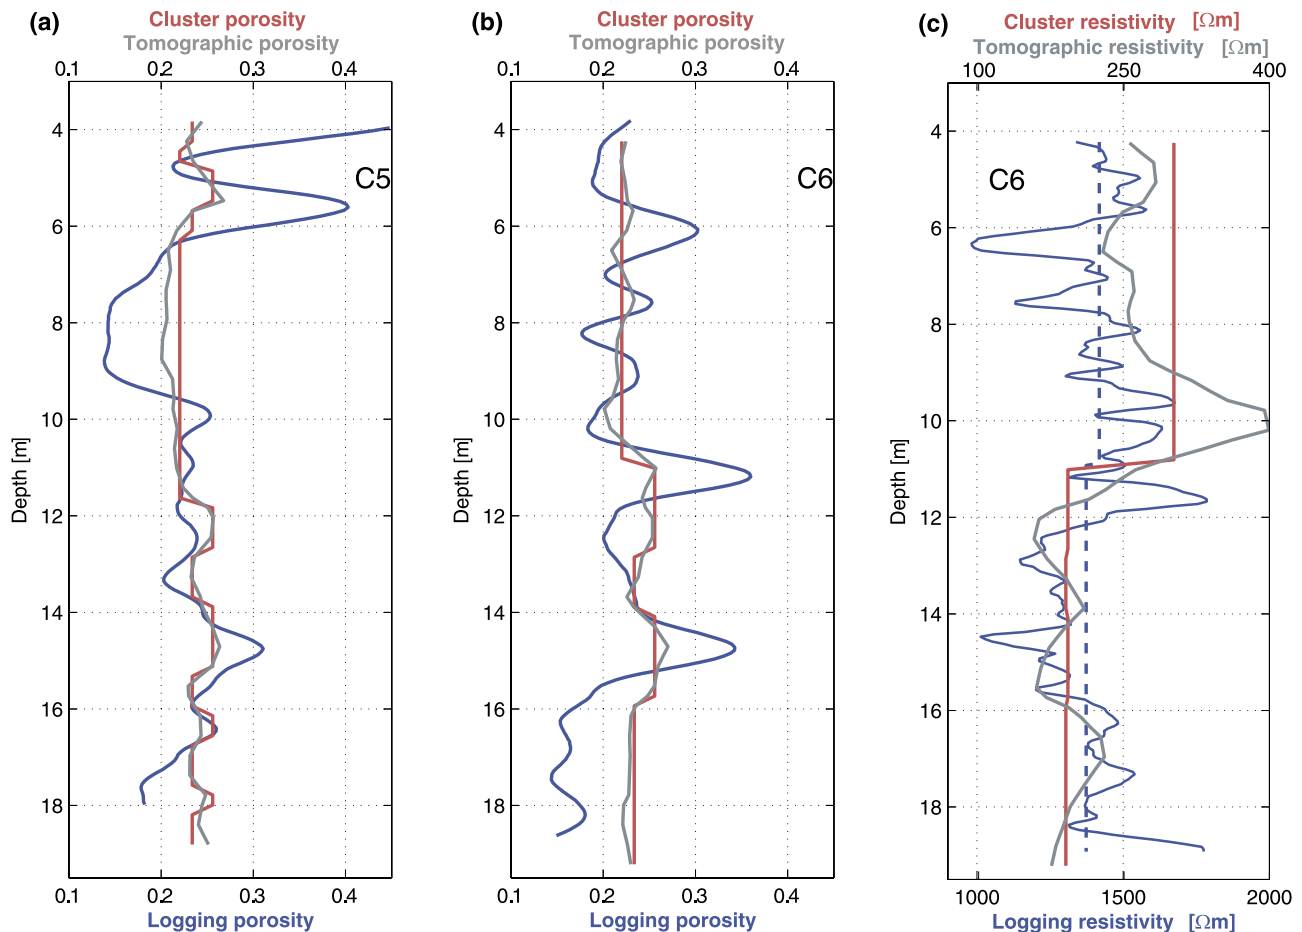 (a)
Cluster porosity
Tomographic porosity
0.1 0.2 0.3 0.4
4
6
8
10
12
14
16
18
Depth [m]
C5
0.1 0.2 0.3 0.4
Logging porosity
(b)
Cluster porosity
Tomographic porosity
0.1 0.2 0.3 0.4
4
6
8
10
12
14
16
18
Depth [m]
C6
0.1 0.2 0.3 0.4
Logging porosity
(c)
Cluster resistivity [Ωm]
Tomographic resistivity [Ωm]
100 250 400
4
6
8
10
12
14
16
18
Depth [m]
C6
1000 1500 2000
Logging resistivity [Ωm]